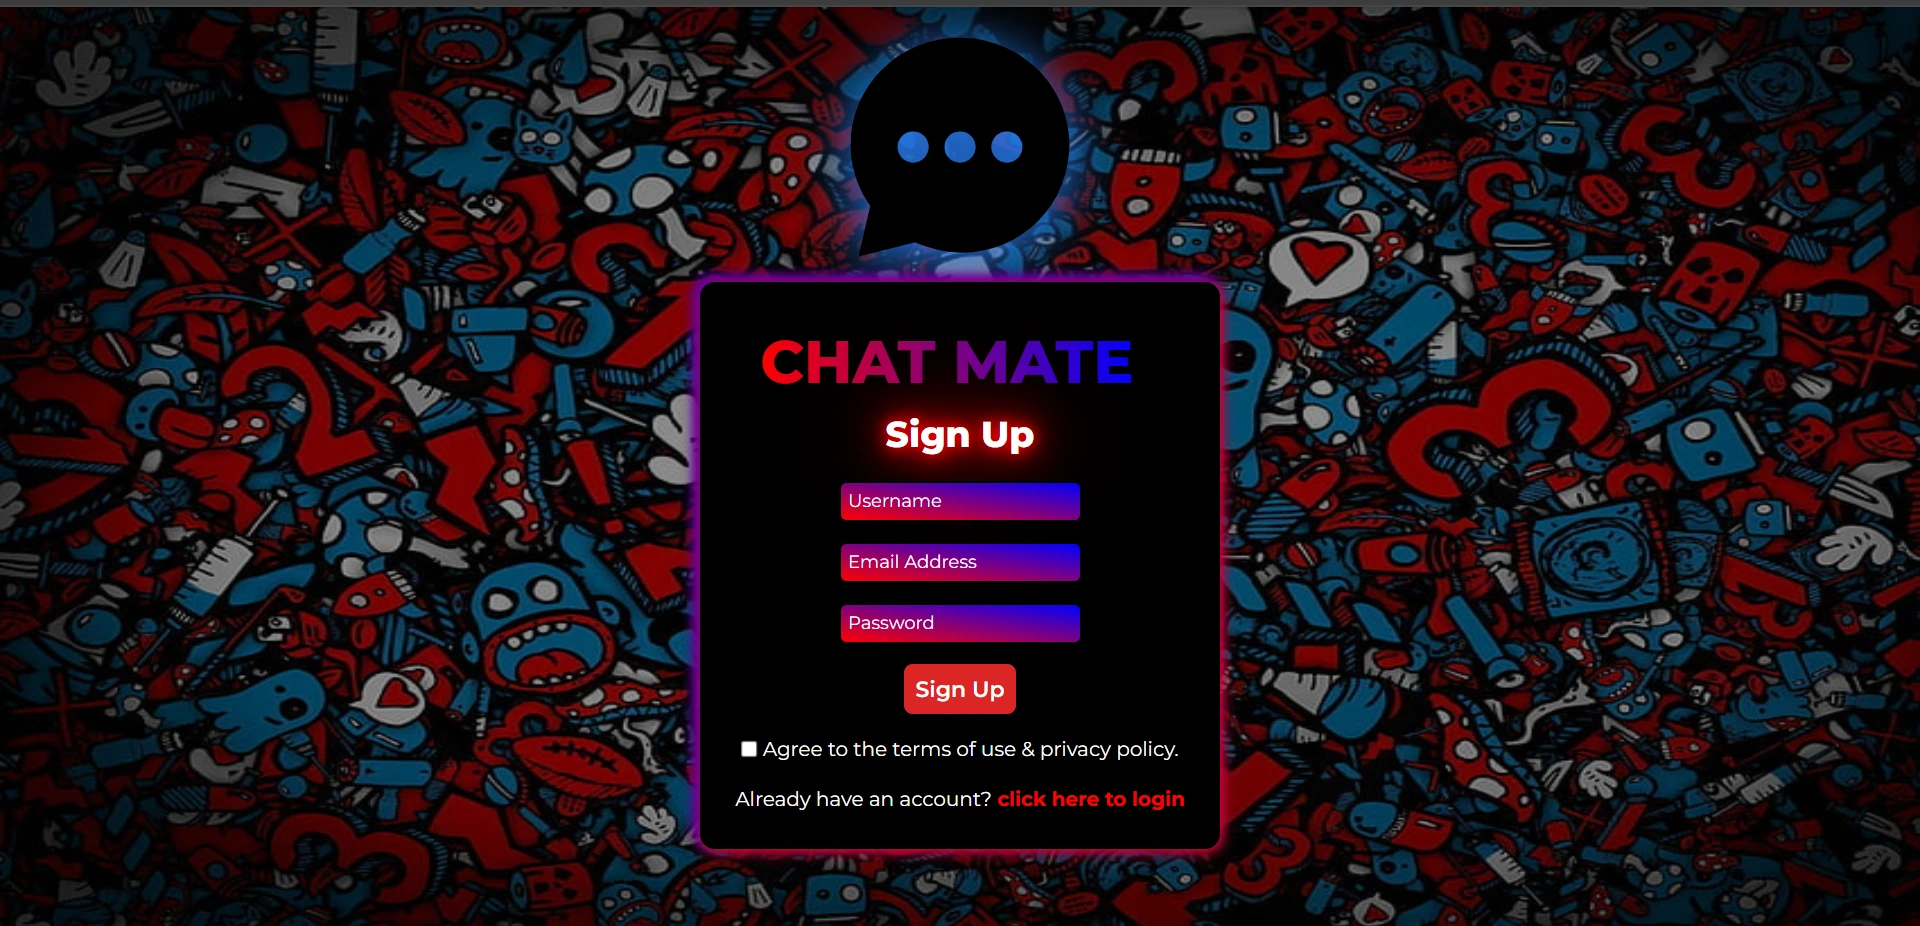 CHAT MATE
Sign Up
Username
Email Address
Password
Sign Up
Agree to the terms of use & privacy policy.
Already have an account? click here to login